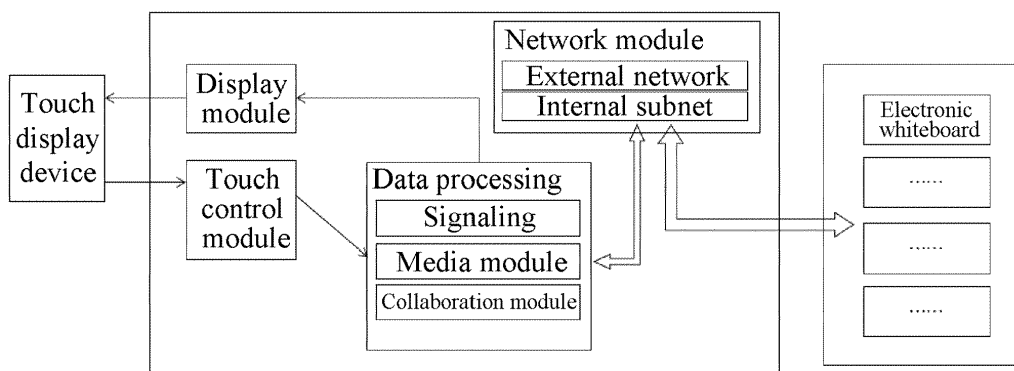 Touch
display
device
Display
module
Touch
control
module
Data processing
Signaling
Media module
Collaboration module
Network module
External network
Internal subnet
Electronic
whiteboard
……
……
……